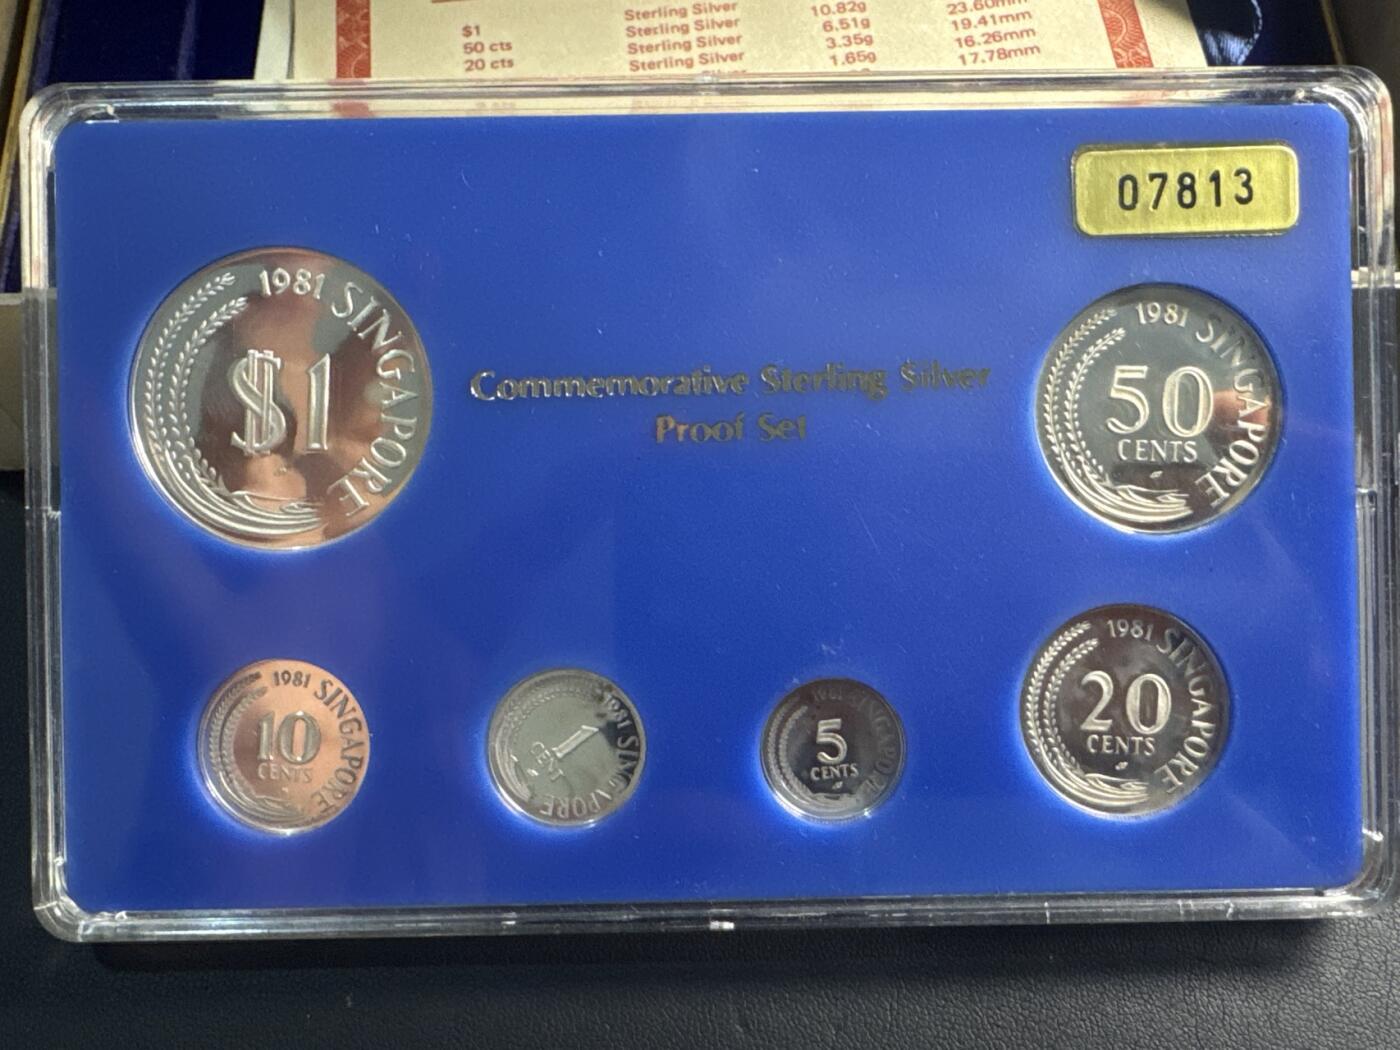 Sterling Silver 10.82g 23.60mm
$1 Sterling Silver 6.51g 19.41mm
50 cts Sterling Silver 3.35g 16.26mm
20 cts Sterling Silver 1.65g 17.78mm
07813
1981 SINGAPORE
$1
Commemorative Sterling Silver
Proof Set
1981 SINGAPORE
50
CENTS
1981 SINGAPORE
10
CENTS
1981 SINGAPORE
1
CENT
1981 SINGAPORE
5
CENTS
1981 SINGAPORE
20
CENTS